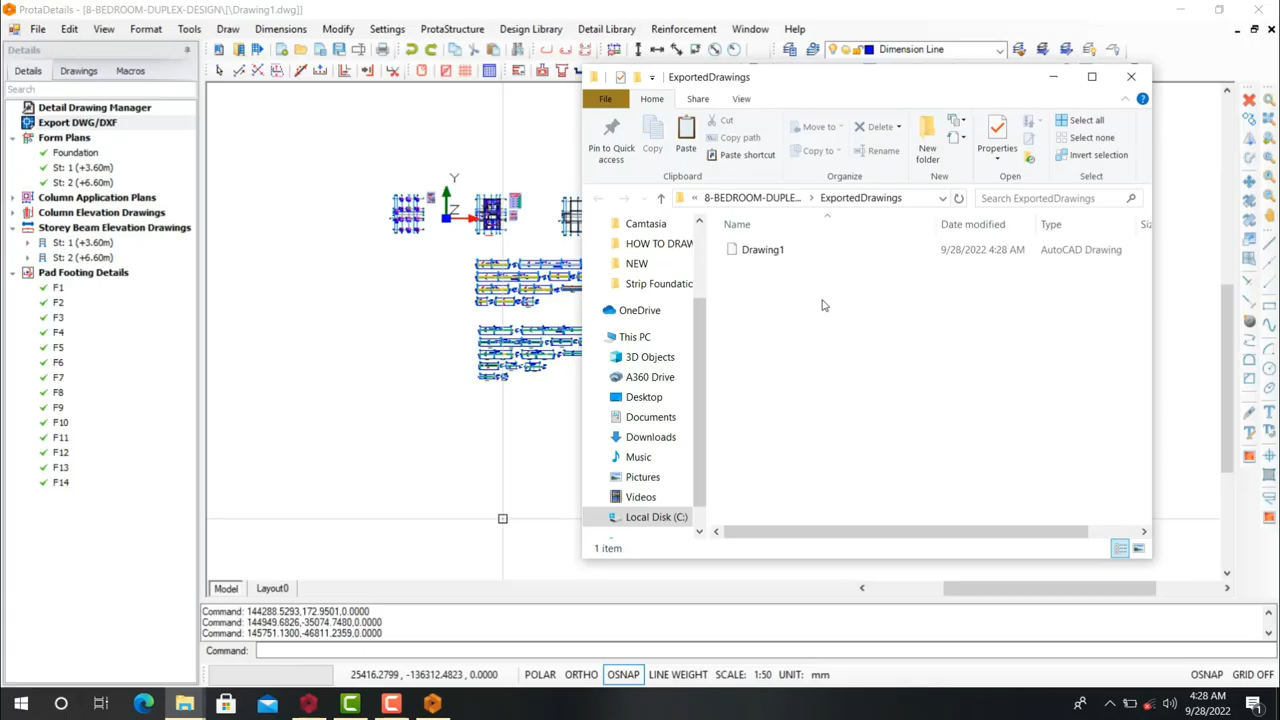 ProtaDetails - [8-BEDROOM-DUPLEX-DESIGN\[\Drawing1.dwg]]
File Edit View Format Tools Draw Dimensions Modify Settings ProtaStructure Design Library Detail Library Reinforcement Window Help
Dimension Line
Details
Details Drawings Macros
Search
Detail Drawing Manager
Export DWG/DXF
Form Plans
Foundation
St: 1 (+3.60m)
St: 2 (+6.60m)
Column Application Plans
Column Elevation Drawings
Storey Beam Elevation Drawings
St: 1 (+3.60m)
St: 2 (+6.60m)
Pad Footing Details
F1
F2
F3
F4
F5
F6
F7
F8
F9
F10
F11
F12
F13
F14
Y
Z
ExportedDrawings
File Home Share View
Pin to Quick access
Copy
Paste
Cut
Copy path
Paste shortcut
Clipboard
Move to
Copy to
Delete
Rename
Organize
New folder
New
Properties
Open
Select all
Select none
Invert selection
Select
« 8-BEDROOM-DUPLE... › ExportedDrawings
Search ExportedDrawings
Name Date modified Type Siz
Drawing1 9/28/2022 4:28 AM AutoCAD Drawing
Camtasia
HOW TO DRAW
NEW
Strip Foundatic
OneDrive
This PC
3D Objects
A360 Drive
Desktop
Documents
Downloads
Music
Pictures
Videos
Local Disk (C:)
1 item
Model Layout0
Command: 144288.5293,172.9501,0.0000
Command: 144949.6826,-35074.7480,0.0000
Command: 145751.1300,-46811.2359,0.0000
Command:
25416.2799 , -136312.4823 , 0.0000 POLAR ORTHO OSNAP LINE WEIGHT SCALE: 1:50 UNIT: mm OSNAP GRID OFF
4:28 AM
9/28/2022
1